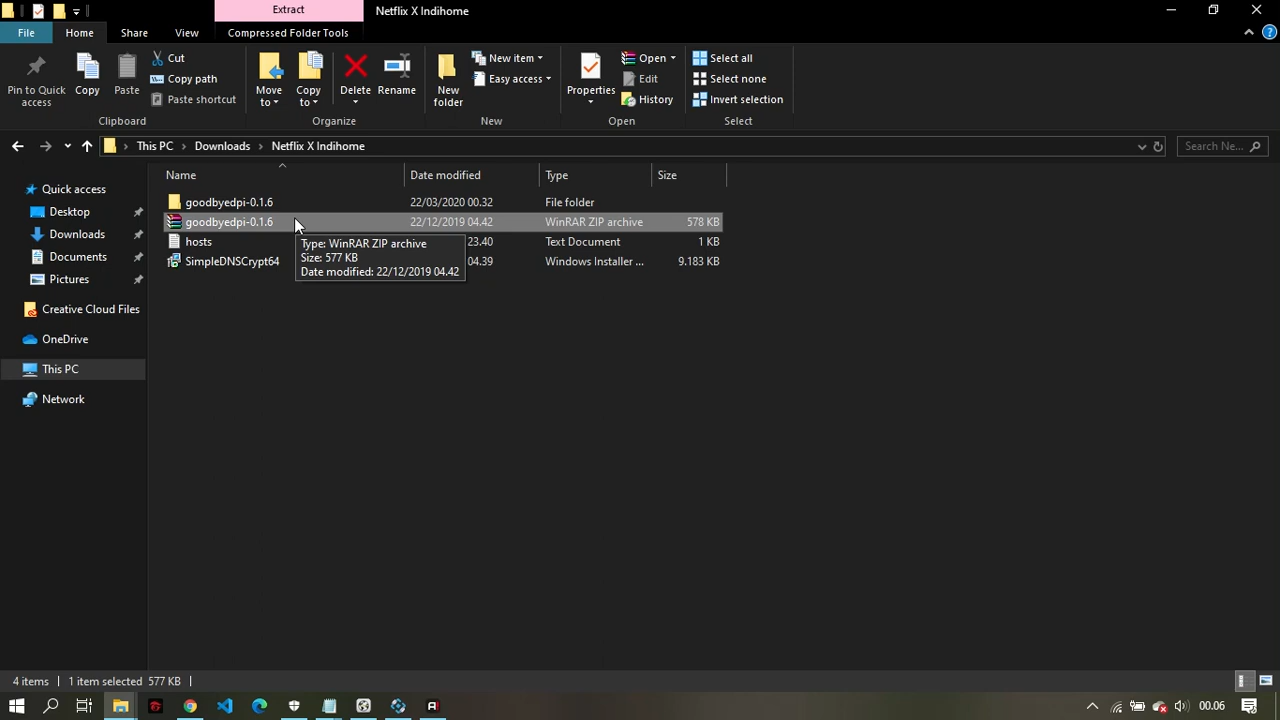 Extract
Netflix X Indihome
File
Home
Share
View
Compressed Folder Tools
Pin to Quick access
Copy
Paste
Cut
Copy path
Paste shortcut
Clipboard
Move to
Copy to
Delete
Rename
Organize
New folder
New item
Easy access
New
Properties
Open
Edit
History
Open
Select all
Select none
Invert selection
Select
This PC
Downloads
Netflix X Indihome
Search Ne...
Name
Date modified
Type
Size
goodbyedpi-0.1.6 22/03/2020 00.32 File folder
goodbyedpi-0.1.6 22/12/2019 04.42 WinRAR ZIP archive 578 KB
hosts 23.40 Text Document 1 KB
SimpleDNSCrypt64 04.39 Windows Installer ... 9.183 KB
Type: WinRAR ZIP archive
Size: 577 KB
Date modified: 22/12/2019 04.42
Quick access
Desktop
Downloads
Documents
Pictures
Creative Cloud Files
OneDrive
This PC
Network
4 items
1 item selected 577 KB
00.06